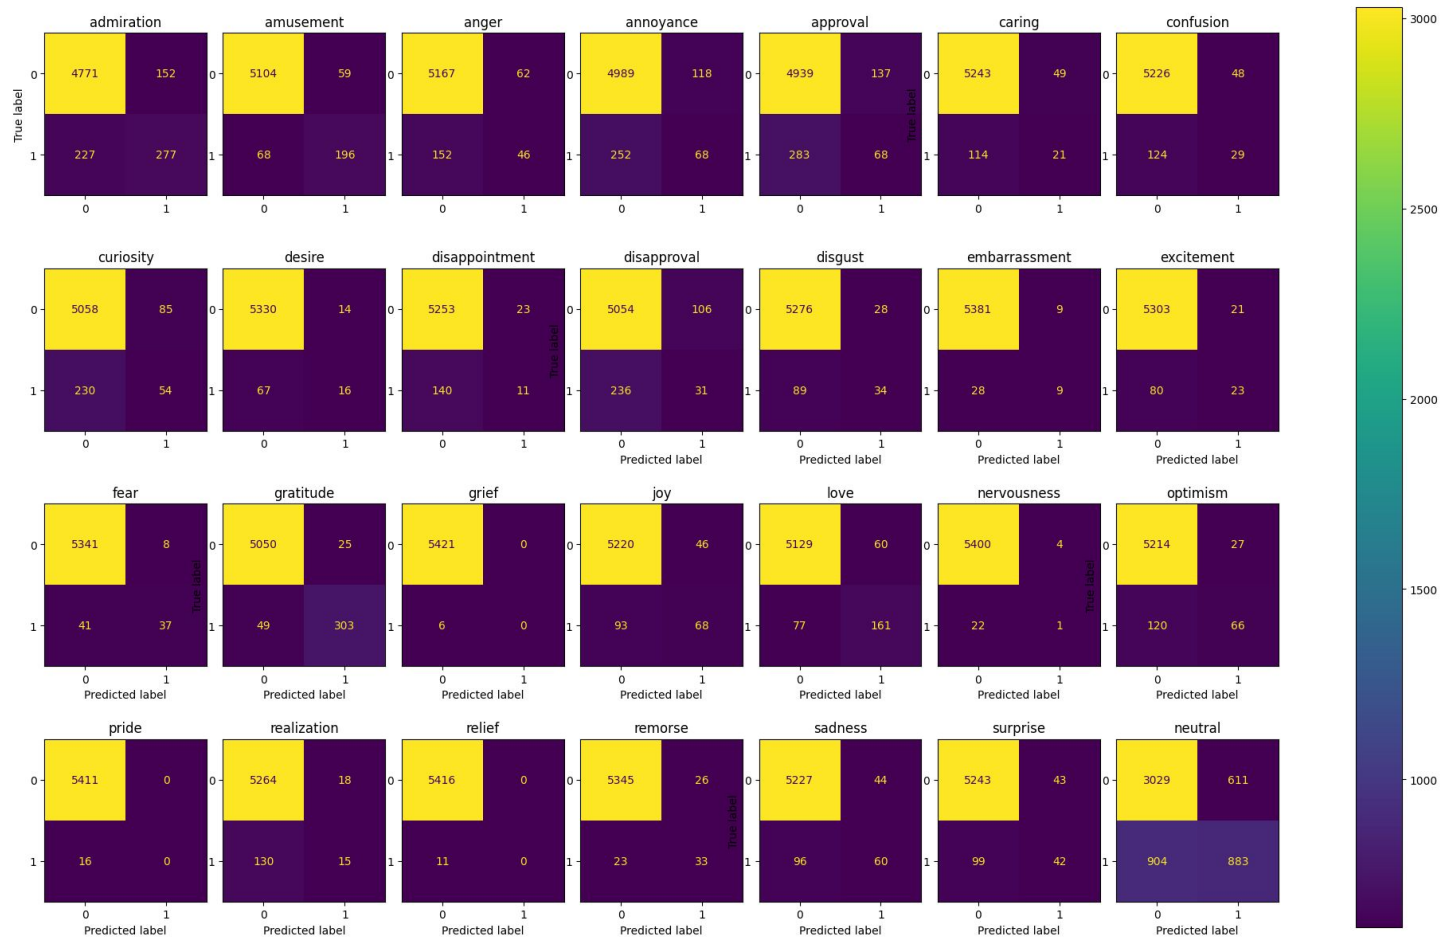 admiration amusement anger annoyance approval caring confusion
3000
0 4771 152 0 5104 59 0 5167 62 0 4989 118 0 4939 137 0 5243 49 0 5226 48
True label True label
1 227 277 1 68 196 1 152 46 1 252 68 1 283 68 1 114 21 1 124 29
0 1 0 1 0 1 0 1 0 1 0 1 0 1
2500
curiosity desire disappointment disapproval disgust embarrassment excitement
0 5058 85 0 5330 14 0 5253 23 0 5054 106 0 5276 28 0 5381 9 0 5303 21
True label
1 230 54 1 67 16 1 140 11 1 236 31 1 89 34 1 28 9 1 80 23
2000
0 1 0 1 0 1 0 1 0 1 0 1 0 1
Predicted label Predicted label Predicted label Predicted label
fear gratitude grief joy love nervousness optimism
0 5341 8 0 5050 25 0 5421 0 0 5220 46 0 5129 60 0 5400 4 0 5214 27
True label True label
1500
1 41 37 1 49 303 1 6 0 1 93 68 1 77 161 1 22 1 1 120 66
0 1 0 1 0 1 0 1 0 1 0 1 0 1
Predicted label Predicted label Predicted label Predicted label Predicted label Predicted label Predicted label
pride realization relief remorse sadness surprise neutral
0 5411 0 0 5264 18 0 5416 0 0 5345 26 0 5227 44 0 5243 43 0 3029 611
1000
True label
1 16 0 1 130 15 1 11 0 1 23 33 1 96 60 1 99 42 1 904 883
0 1 0 1 0 1 0 1 0 1 0 1 0 1
Predicted label Predicted label Predicted label Predicted label Predicted label Predicted label Predicted label